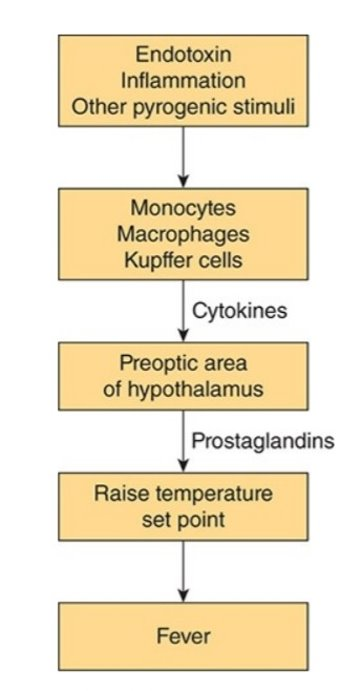 Endotoxin
Inflammation
Other pyrogenic stimuli
Monocytes
Macrophages
Kupffer cells
Cytokines
Preoptic area
of hypothalamus
Prostaglandins
Raise temperature
set point
Fever